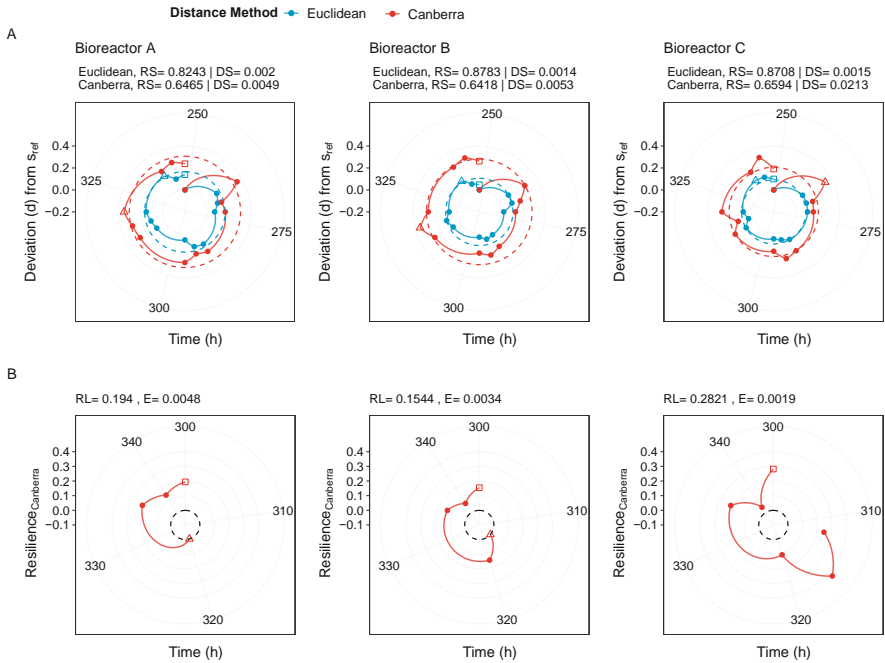 Distance Method Euclidean Canberra
A
Bioreactor A Bioreactor B Bioreactor C
Euclidean, RS= 0.8243 | DS= 0.002
Canberra, RS= 0.6465 | DS= 0.0049
Euclidean, RS= 0.8783 | DS= 0.0014
Canberra, RS= 0.6418 | DS= 0.0053
Euclidean, RS= 0.8708 | DS= 0.0015
Canberra, RS= 0.6594 | DS= 0.0213
Deviation (d) from sref
0.4
0.2
0.0
−0.2
250
275
300
325
Time (h)
Deviation (d) from sref
0.4
0.2
0.0
−0.2
250
275
300
325
Time (h)
Deviation (d) from sref
0.4
0.2
0.0
−0.2
250
275
300
325
Time (h)
B
RL= 0.194 , E= 0.0048
RL= 0.1544 , E= 0.0034
RL= 0.2821 , E= 0.0019
ResilienceCanberra
0.4
0.3
0.2
0.1
0.0
−0.1
300
310
320
330
340
Time (h)
ResilienceCanberra
0.4
0.3
0.2
0.1
0.0
−0.1
300
310
320
330
340
Time (h)
ResilienceCanberra
0.4
0.3
0.2
0.1
0.0
−0.1
300
310
320
330
340
Time (h)